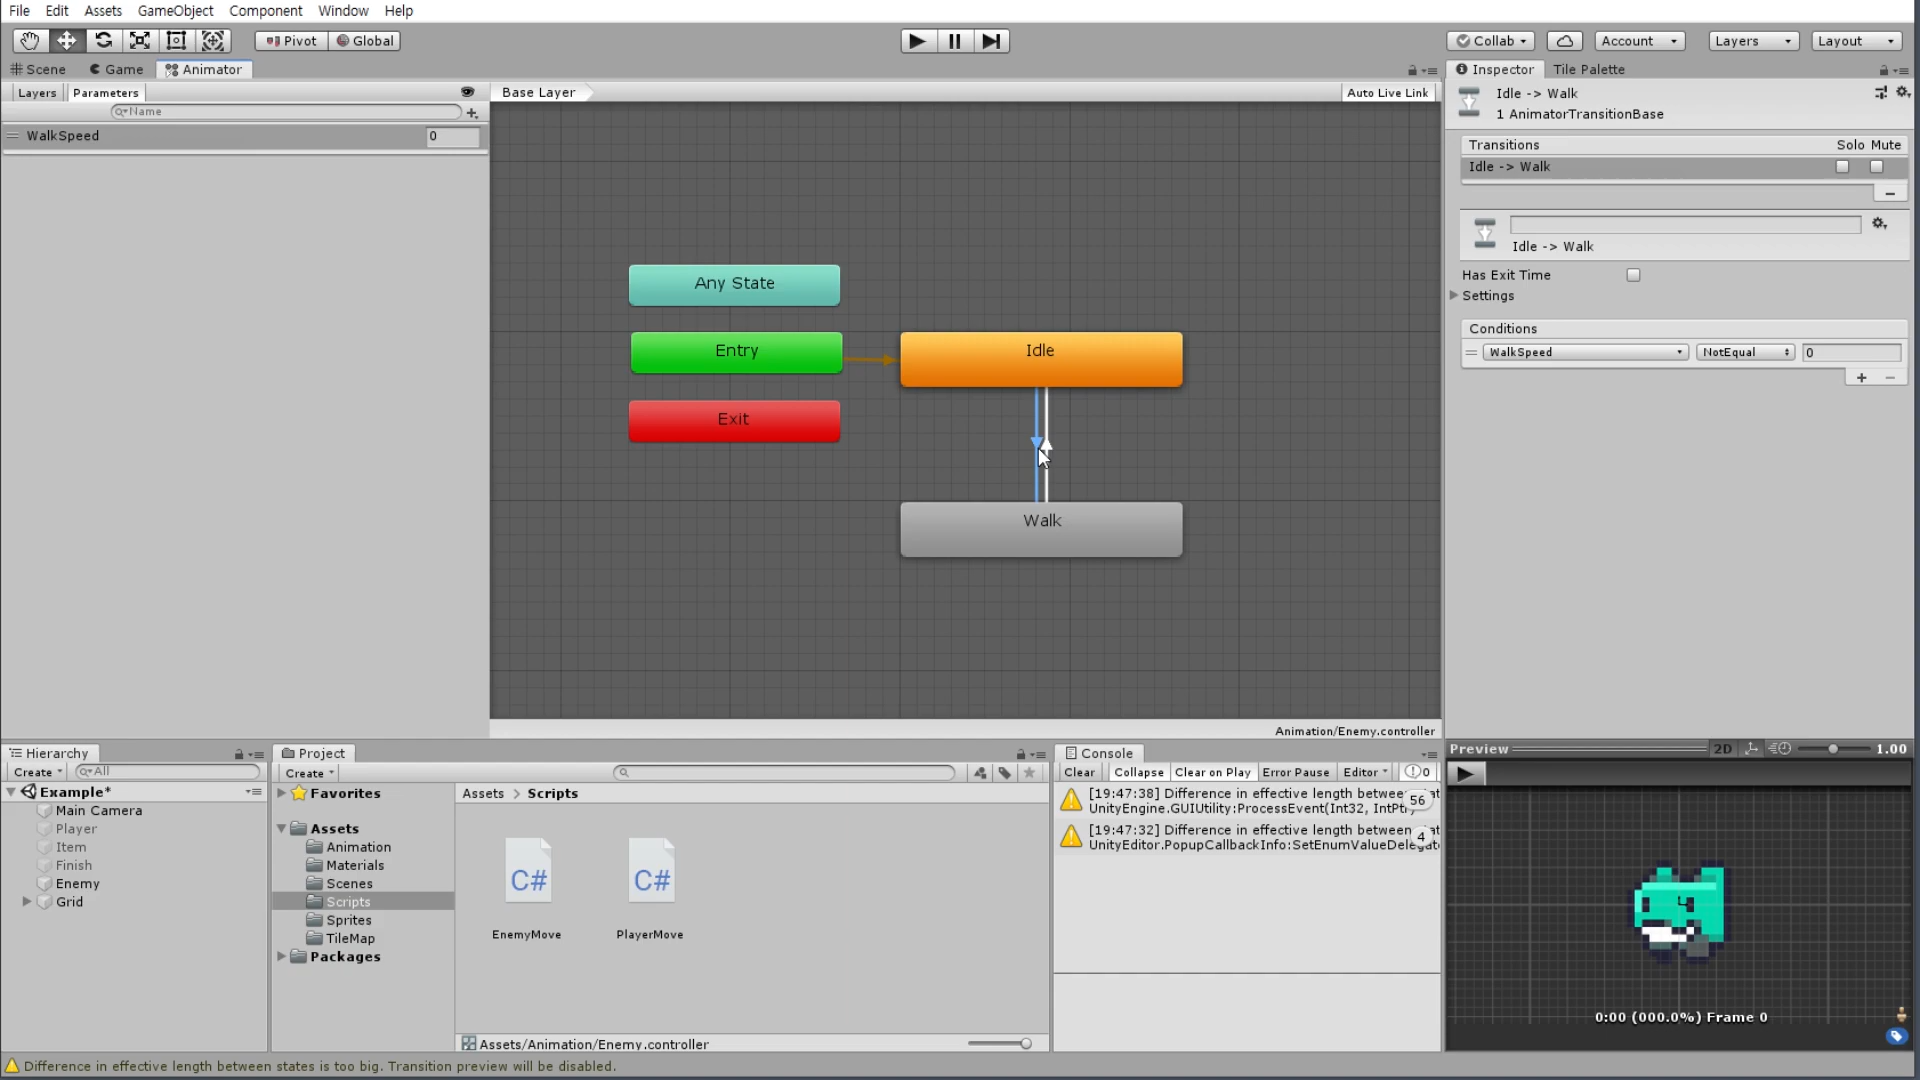 File Edit Assets GameObject Component Window Help
Pivot Global
Collab Account Layers Layout
Scene Game Animator
Layers Parameters
Name
WalkSpeed 0
Base Layer Auto Live Link
Any State
Entry
Exit
Idle
Walk
Animation/Enemy.controller
Inspector Tile Palette
Idle -> Walk
1 AnimatorTransitionBase
Transitions Solo Mute
Idle -> Walk
Idle -> Walk
Has Exit Time
Settings
Conditions
WalkSpeed NotEqual 0
Hierarchy
Create All
Example*
Main Camera
Player
Item
Finish
Enemy
Grid
Project
Create
Favorites
Assets
Animation
Materials
Scenes
Scripts
Sprites
TileMap
Packages
Assets > Scripts
C# C#
EnemyMove PlayerMove
Assets/Animation/Enemy.controller
Console
Clear Collapse Clear on Play Error Pause Editor 0
[19:47:38] Difference in effective length between 56
UnityEngine.GUIUtility:ProcessEvent(Int32,
[19:47:32] Difference in effective length between 4
Preview 2D 1.00
0:00 (000.0%) Frame 0
Difference in effective length between states is too big. Transition preview will be disabled.